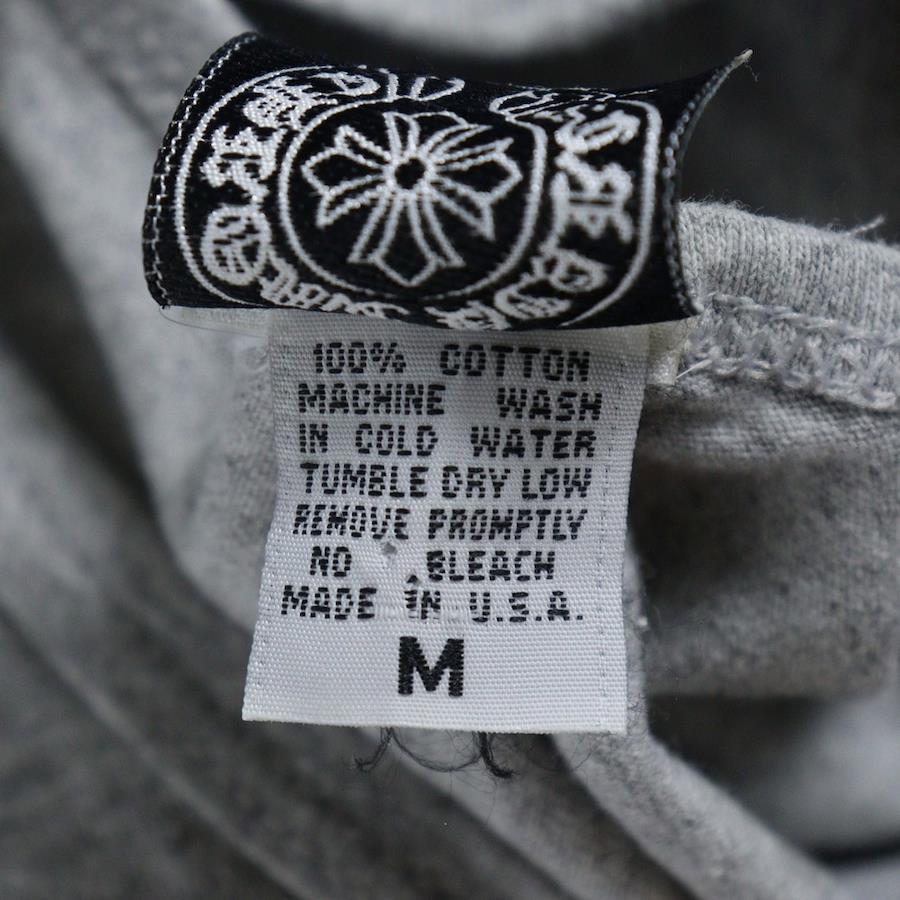 100% COTTON
MACHINE WASH
IN COLD WATER
TUMBLE DRY LOW
REMOVE PROMPTLY
NO BLEACH
MADE IN U.S.A.
M